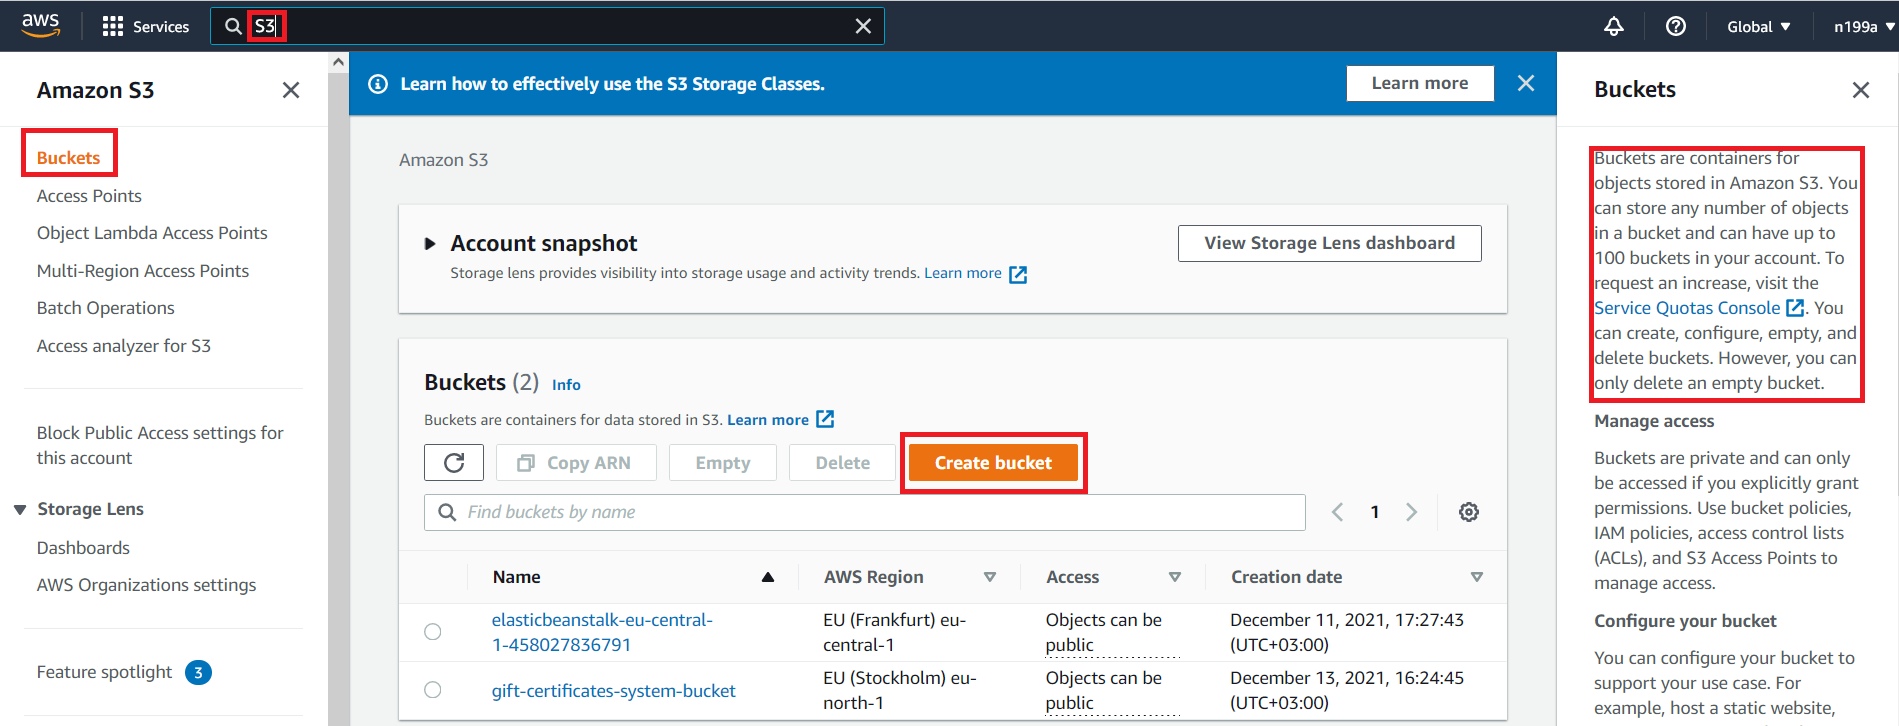 aws
Services
S3
Global
n199a
Amazon S3
Buckets
Access Points
Object Lambda Access Points
Multi-Region Access Points
Batch Operations
Access analyzer for S3
Block Public Access settings for
this account
Storage Lens
Dashboards
AWS Organizations settings
Feature spotlight 3
Learn how to effectively use the S3 Storage Classes.
Learn more
Amazon S3
Account snapshot
Storage lens provides visibility into storage usage and activity trends. Learn more
View Storage Lens dashboard
Buckets (2) Info
Buckets are containers for data stored in S3. Learn more
Copy ARN
Empty
Delete
Create bucket
Find buckets by name
1
Name AWS Region Access Creation date
elasticbeanstalk-eu-central- EU (Frankfurt) eu- Objects can be December 11, 2021, 17:27:43
1-458027836791 central-1 public (UTC+03:00)
gift-certificates-system-bucket
EU (Stockholm) eu- Objects can be December 13, 2021, 16:24:45
north-1 public (UTC+03:00)
Buckets
Buckets are containers for
objects stored in Amazon S3. You
can store any number of objects
in a bucket and can have up to
100 buckets in your account. To
request an increase, visit the
Service Quotas Console . You
can create, configure, empty, and
delete buckets. However, you can
only delete an empty bucket.
Manage access
Buckets are private and can only
be accessed if you explicitly grant
permissions. Use bucket policies,
IAM policies, access control lists
(ACLs), and S3 Access Points to
manage access.
Configure your bucket
You can configure your bucket to
support your use case. For
example, host a static website,